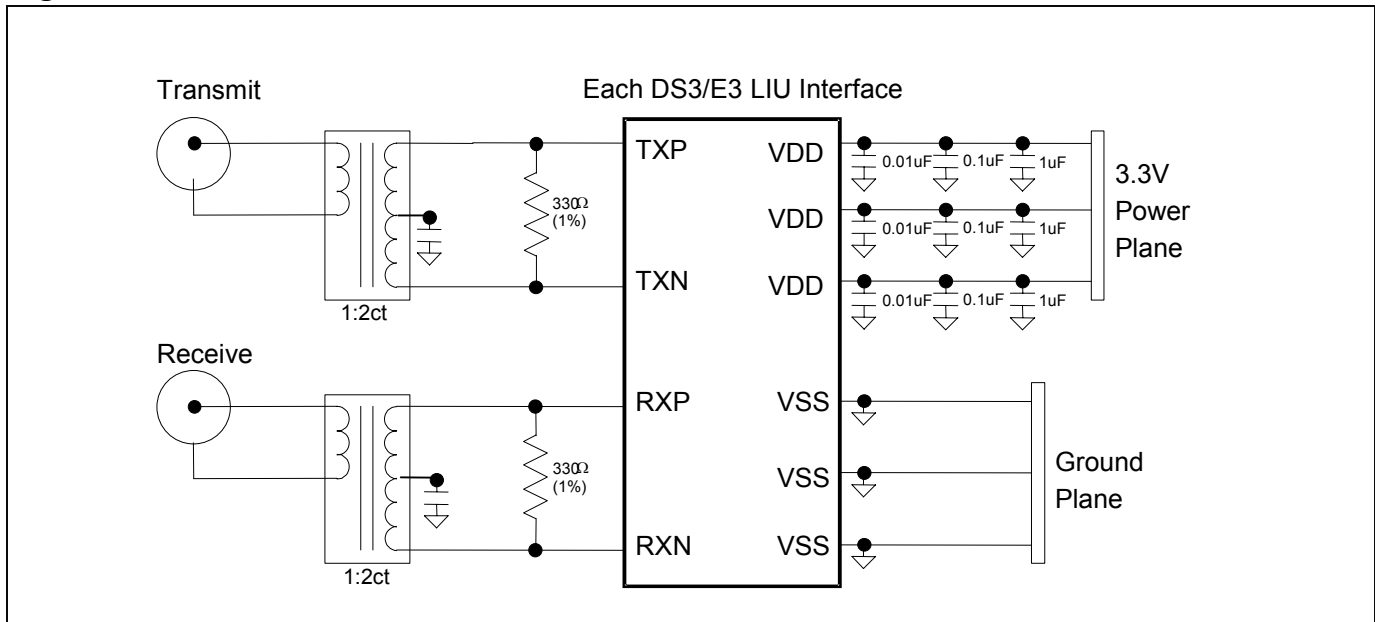 Transmit
Each DS3/E3 LIU Interface
TXP
VDD
0.01uF
0.1uF
1uF
3.3V
Power
Plane
330Ω
(1%)
VDD
0.01uF
0.1uF
1uF
TXN
VDD
0.01uF
0.1uF
1uF
1:2ct
Receive
RXP
VSS
330Ω
(1%)
VSS
Ground
Plane
RXN
VSS
1:2ct